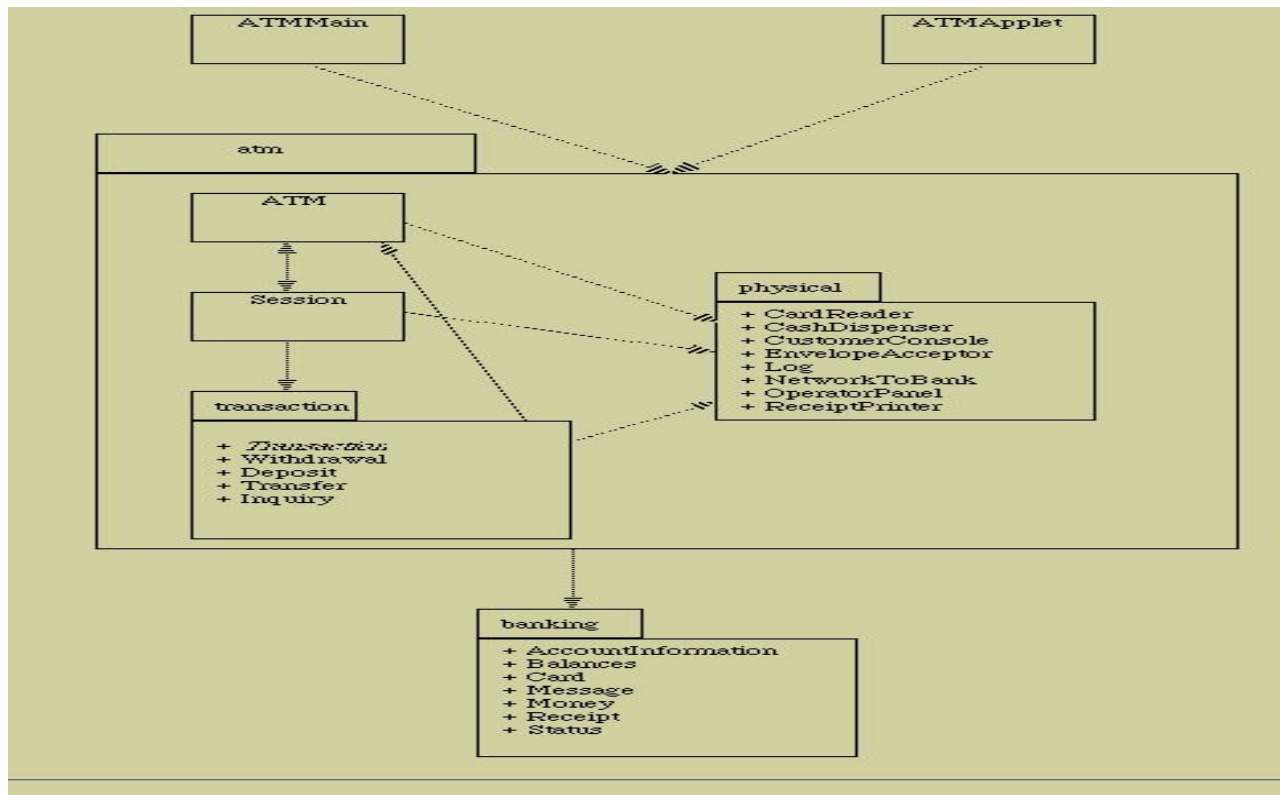 ATMMain
ATMApplet
atm
ATM
Session
physical
+ CardReader
+ CashDispenser
+ CustomerConsole
+ EnvelopeAcceptor
+ Log
+ NetworkToBank
+ OperatorPanel
+ ReceiptPrinter
transaction
+ Transaction
+ Withdrawal
+ Deposit
+ Transfer
+ Inquiry
banking
+ AccountInformation
+ Balances
+ Card
+ Message
+ Money
+ Receipt
+ Status